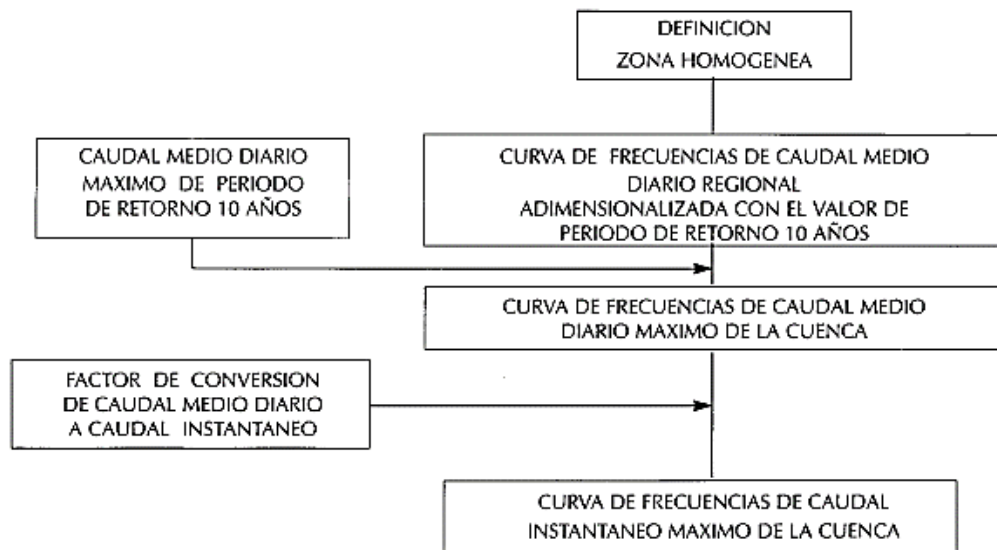 DEFINICION
ZONA HOMOGENEA
CAUDAL MEDIO DIARIO
MAXIMO DE PERIODO
DE RETORNO 10 AÑOS
CURVA DE FRECUENCIAS DE CAUDAL MEDIO
DIARIO REGIONAL
ADIMENSIONALIZADA CON EL VALOR DE
PERIODO DE RETORNO 10 AÑOS
CURVA DE FRECUENCIAS DE CAUDAL MEDIO
DIARIO MAXIMO DE LA CUENCA
FACTOR DE CONVERSION
DE CAUDAL MEDIO DIARIO
A CAUDAL INSTANTANEO
CURVA DE FRECUENCIAS DE CAUDAL
INSTANTANEO MAXIMO DE LA CUENCA